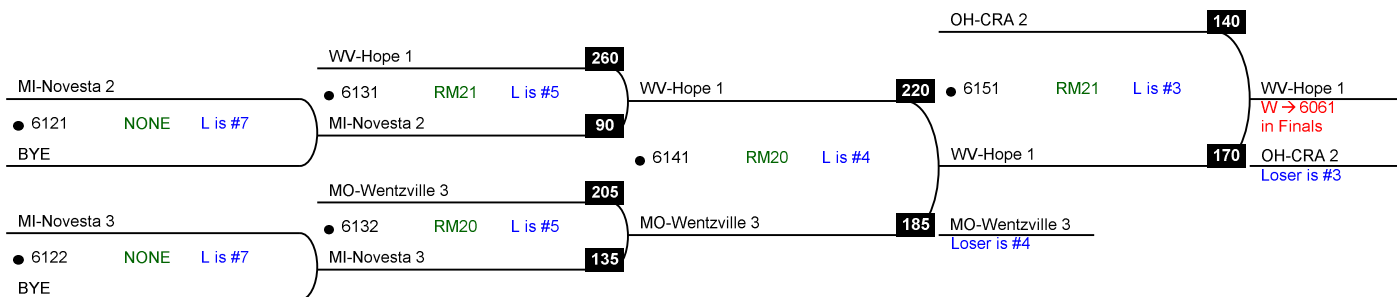 MI-Novesta 2
6121 NONE L is #7
BYE
MI-Novesta 3
6122 NONE L is #7
BYE
WV-Hope 1 260
6131 RM21 L is #5
MI-Novesta 2 90
MO-Wentzville 3 205
6132 RM20 L is #5
MI-Novesta 3 135
WV-Hope 1 220
6141 RM20 L is #4
MO-Wentzville 3 185
OH-CRA 2 140
6151 RM21 L is #3
WV-Hope 1 170
MO-Wentzville 3
Loser is #4
WV-Hope 1
W → 6061
in Finals
OH-CRA 2
Loser is #3